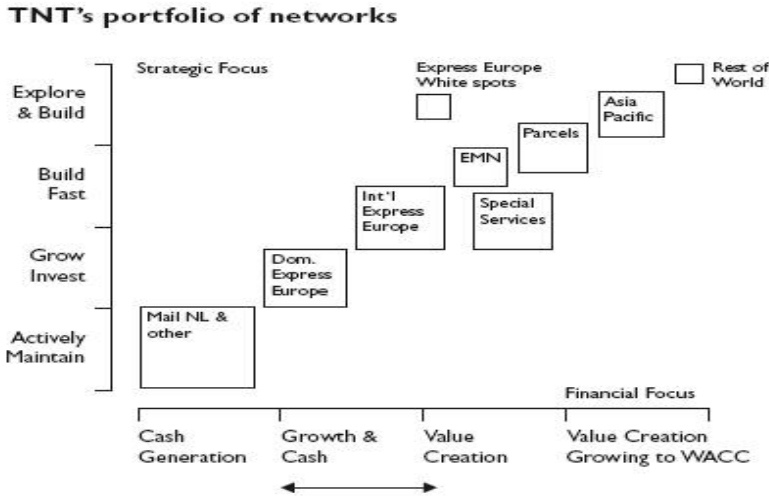 TNT's portfolio of networks
Strategic Focus
Express Europe
White spots
Rest of
World
Explore
& Build
Asia
Pacific
Parcels
EMN
Build
Fast
Int'l
Express
Europe
Special
Services
Grow
Invest
Dom.
Express
Europe
Mail NL &
other
Actively
Maintain
Financial Focus
Cash
Generation
Growth &
Cash
Value
Creation
Value Creation
Growing to WACC